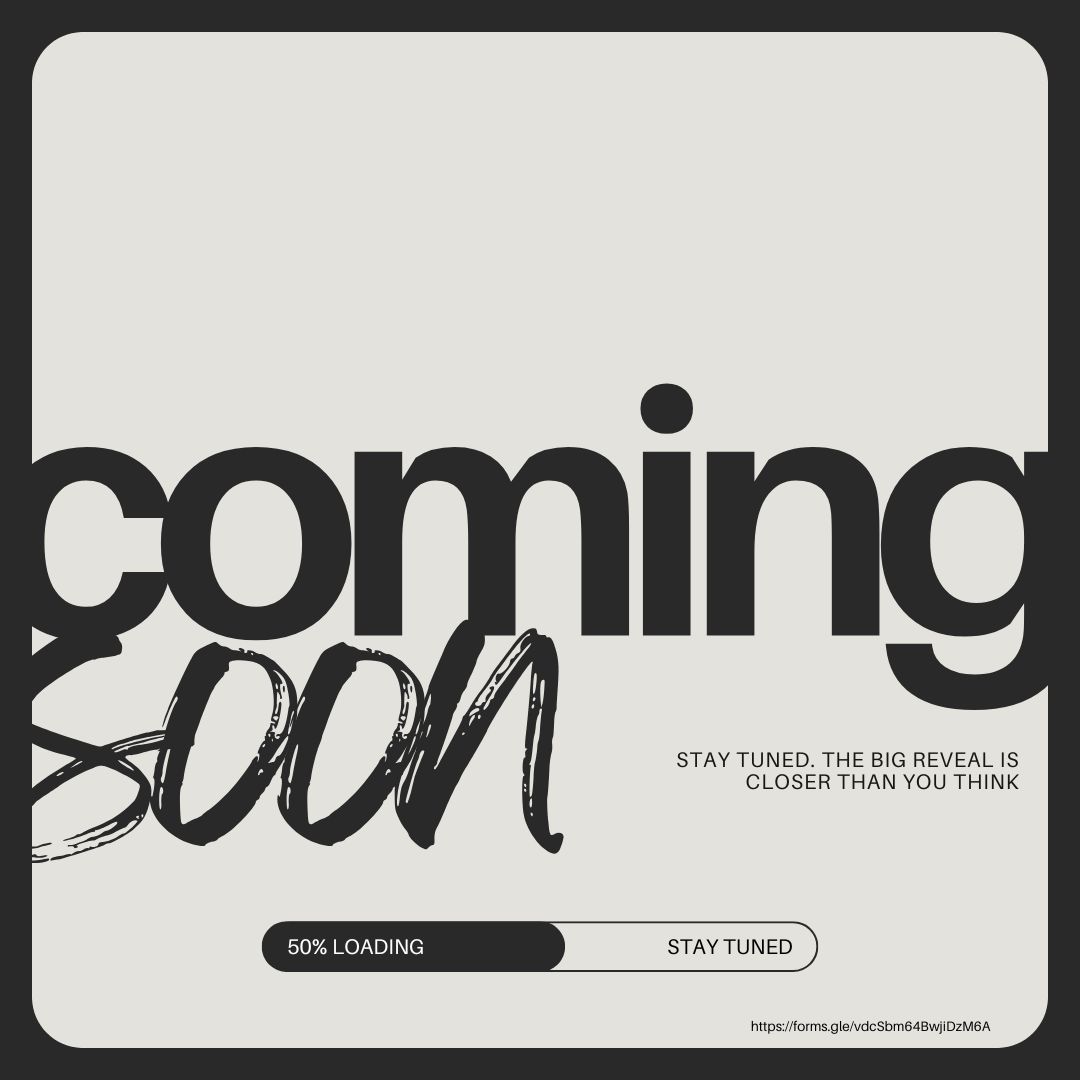 coming
soon
STAY TUNED. THE BIG REVEAL IS
CLOSER THAN YOU THINK
50% LOADING STAY TUNED
https://forms.gle/vdcSbm64BwjiDzM6A